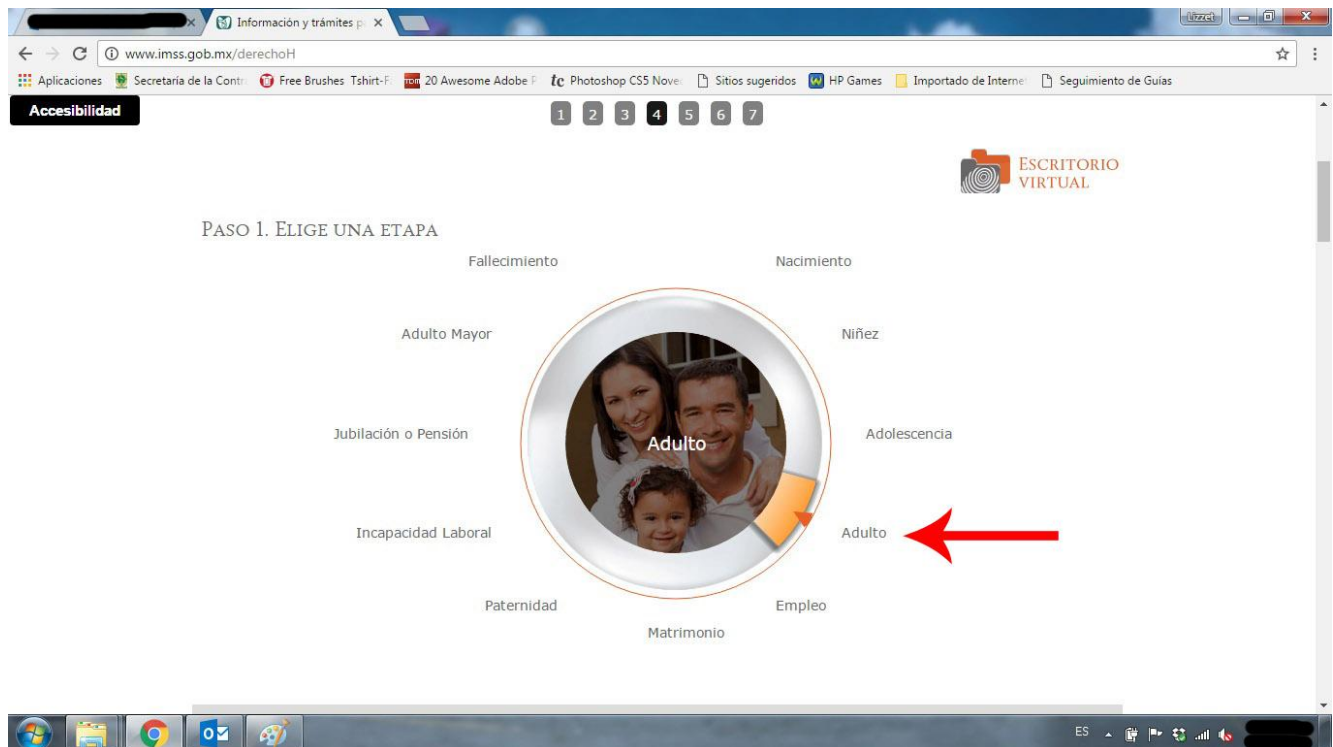 Información y trámites p
Lizzet
www.imss.gob.mx/derechoH
Aplicaciones Secretaría de la Contr Free Brushes Tshirt-F 20 Awesome Adobe P Photoshop CS5 Nove Sitios sugeridos HP Games Importado de Interne Seguimiento de Guías
Accesibilidad
1 2 3 4 5 6 7
ESCRITORIO
VIRTUAL
PASO 1. ELIGE UNA ETAPA
Fallecimiento Nacimiento
Adulto Mayor Niñez
Jubilación o Pensión Adulto Adolescencia
Incapacidad Laboral Adulto
Paternidad Empleo
Matrimonio
ES